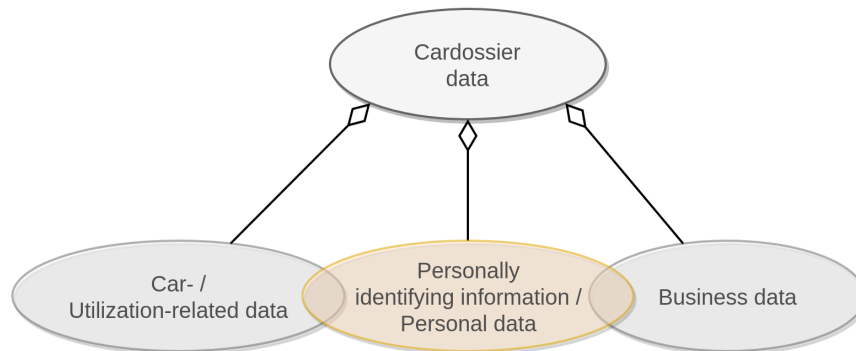 Cardossier
data
Car- /
Utilization-related data
Personally
identifying information /
Personal data
Business data